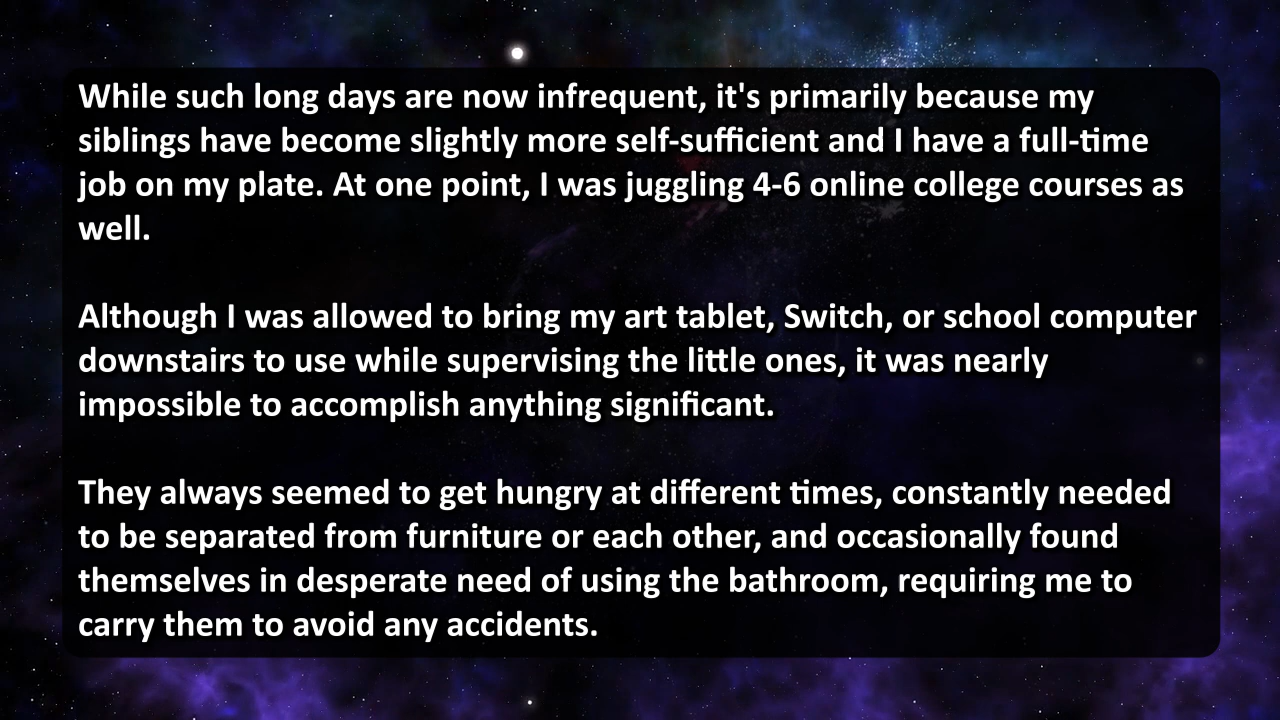 While such long days are now infrequent, it's primarily because my
siblings have become slightly more self-sufficient and I have a full-time
job on my plate. At one point, I was juggling 4-6 online college courses as
well.
Although I was allowed to bring my art tablet, Switch, or school computer
downstairs to use while supervising the little ones, it was nearly
impossible to accomplish anything significant.
They always seemed to get hungry at different times, constantly needed
to be separated from furniture or each other, and occasionally found
themselves in desperate need of using the bathroom, requiring me to
carry them to avoid any accidents.